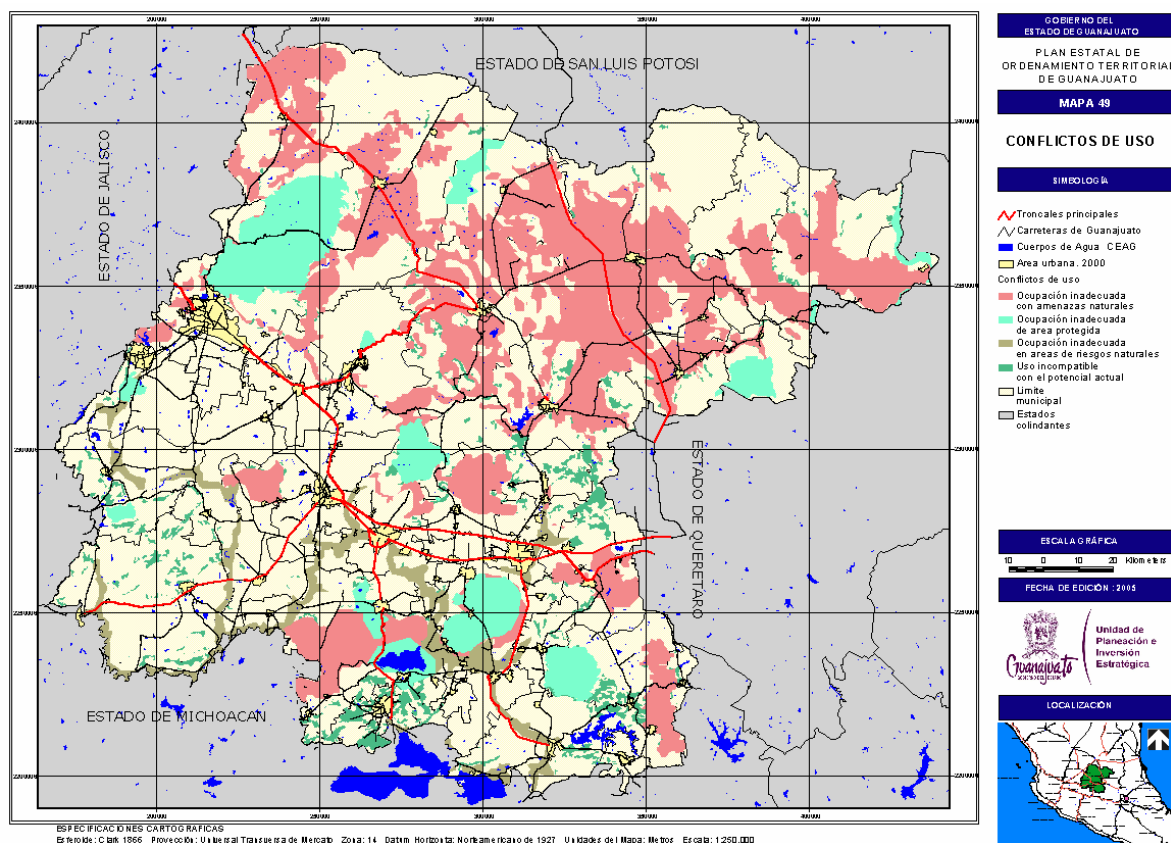 ESTADO DE SAN LUIS POTOSI
ESTADO DE JALISCO
ESTADO DE QUERETARO
ESTADO DE MICHOACAN
GOBIERNO DEL
ESTADO DE GUANAJUATO
PLAN ESTATAL DE
ORDENAMIENTO TERRITORIAL
DE GUANAJUATO
MAPA 49
CONFLICTOS DE USO
SIMBOLOGÍA
Troncales principales
Carreteras de Guanajuato
Cuerpos de Agua CEAG
Area urbana. 2000
Conflictos de uso
Ocupación inadecuada
con amenazas naturales
Ocupación inadecuada
de area protegida
Ocupación inadecuada
en areas de riesgos naturales
Uso incompatible
con el potencial actual
Limite
municipal
Estados
colindantes
ESCALA GRÁFICA
10 0 10 20 Kilometers
FECHA DE EDICIÓN : 2005
Guanajuato
Unidad de
Planeación e
Inversión
Estratégica
LOCALIZACIÓN
ESPECIFICACIONES CARTOGRAFICAS
Esferoide: Clark 1866 Proyección: Universal Transversa de Mercato Zona: 14 Datum Horizonta: Norteamericano de 1927 Unidades del Mapa: Metros Escala: 1:250,000